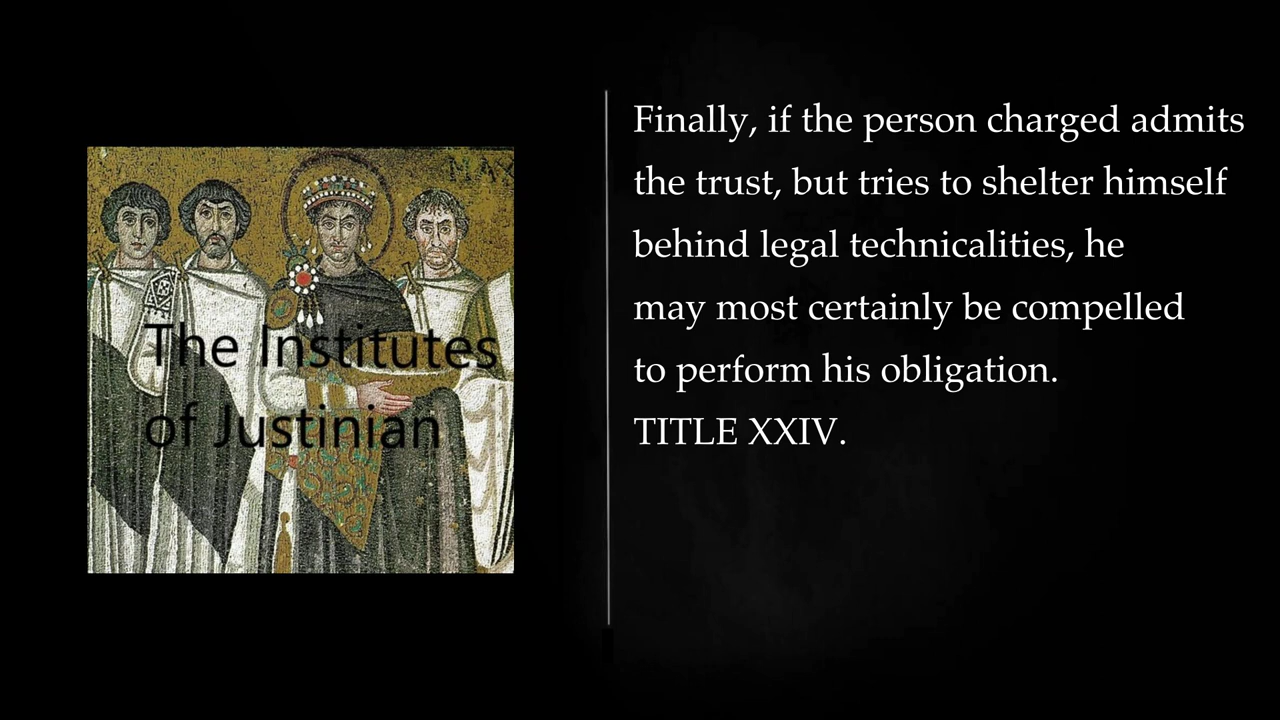 The Institutes
of Justinian
Finally, if the person charged admits
the trust, but tries to shelter himself
behind legal technicalities, he
may most certainly be compelled
to perform his obligation.
TITLE XXIV.